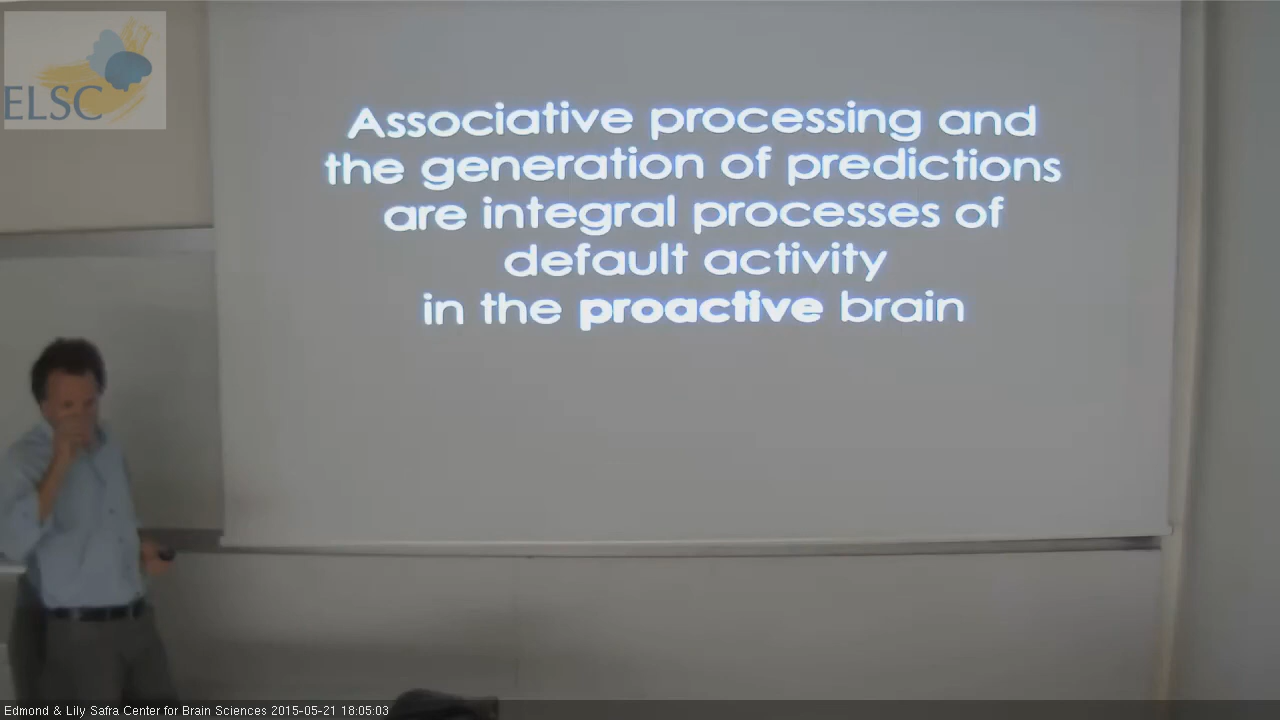 ELSC
Associative processing and
the generation of predictions
are integral processes of
default activity
in the proactive brain
Edmond & Lily Safra Center for Brain Sciences 2015-05-21 18:05:03